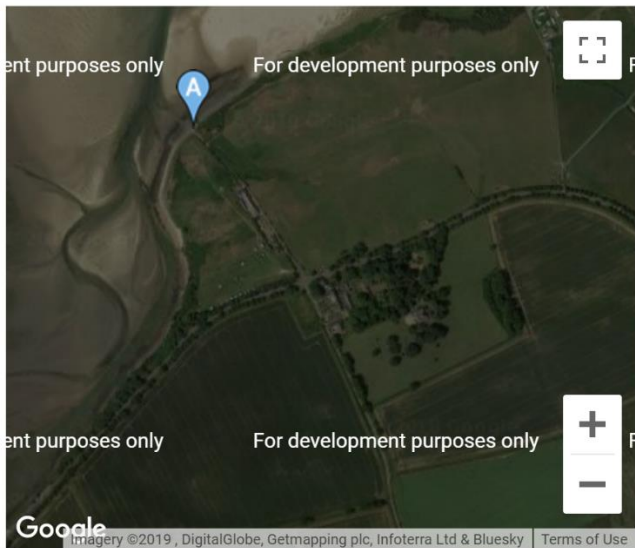 ent purposes only
For development purposes only
F
A
ent purposes only
For development purposes only
F
Google
Imagery ©2019 , DigitalGlobe, Getmapping plc, Infoterra Ltd & Bluesky
Terms of Use